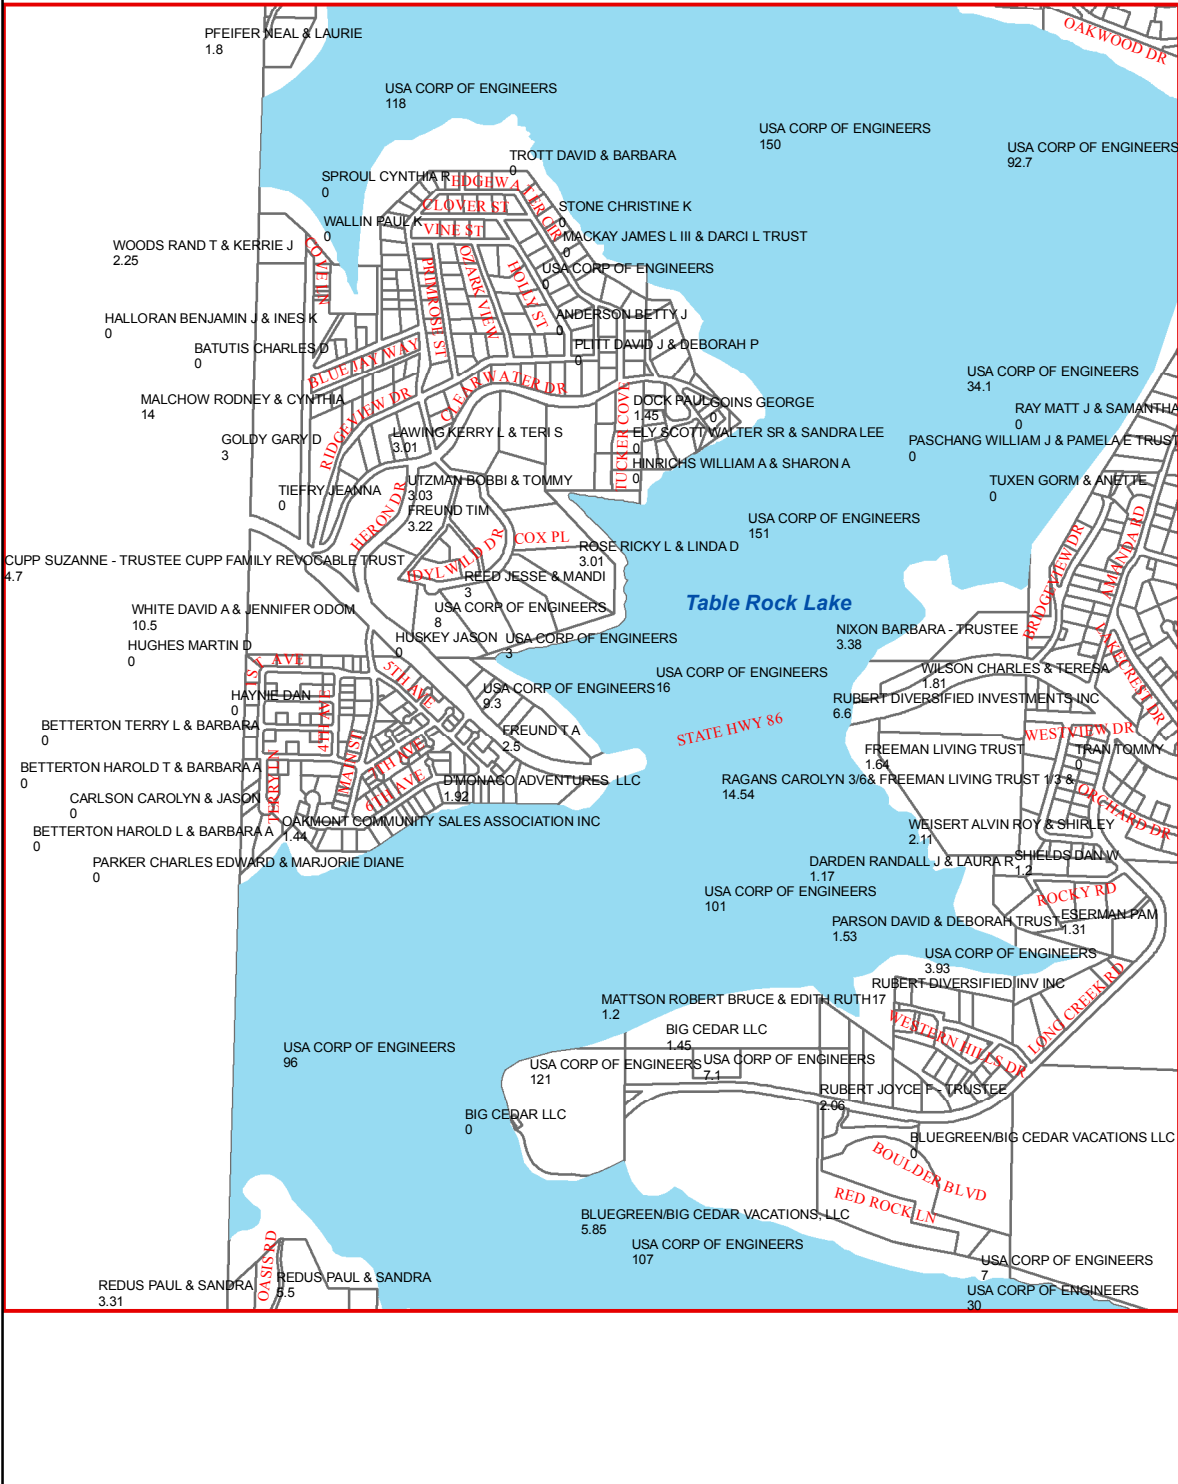 PFEIFER NEAL & LAURIE
1.8
OAKWOOD DR
USA CORP OF ENGINEERS
118
USA CORP OF ENGINEERS
150
USA CORP OF ENGINEERS
92.7
TROTT DAVID & BARBARA
0
SPROUL CYNTHIA R
0
EDGEWATER CIR
CLOVER ST
STONE CHRISTINE K
0
WALLIN PAUL K
0
VINE ST
MACKAY JAMES L III & DARCI L TRUST
0
WOODS RAND T & KERRIE J
2.25
COVE LN
PRIMROSE ST
OZARK VIEW
HOLLY ST
USA CORP OF ENGINEERS
0
HALLORAN BENJAMIN J & INES K
0
ANDERSON BETTY J
0
BATUTIS CHARLES D
0
BLUE JAY WAY
PLITT DAVID J & DEBORAH P
0
CLEARWATER DR
USA CORP OF ENGINEERS
34.1
MALCHOW RODNEY & CYNTHIA
14
RIDGEVIEW DR
TUCKER COVE
DOCK PAUL
1.45
GOINS GEORGE
0
RAY MATT J & SAMANTHA
0
GOLDY GARY D
3
LAWING KERRY L & TERI S
3.01
ELY SCOTT WALTER SR & SANDRA LEE
0
PASCHANG WILLIAM J & PAMELA E TRUST
0
HINRICHS WILLIAM A & SHARON A
0
TIEFRY JEANNA
0
UTZMAN BOBBI & TOMMY
3.03
TUXEN GORM & ANETTE
0
HERON DR
FREUND TIM
3.22
USA CORP OF ENGINEERS
151
COX PL
AMANDA RD
BRIDGEVIEW DR
CUPP SUZANNE - TRUSTEE CUPP FAMILY REVOCABLE TRUST
4.7
IDYLWILD DR
ROSE RICKY L & LINDA D
3.01
REED JESSE & MANDI
3
Table Rock Lake
WHITE DAVID A & JENNIFER ODOM
10.5
USA CORP OF ENGINEERS
8
NIXON BARBARA - TRUSTEE
3.38
LAKECREST DR
HUGHES MARTIN D
0
HUSKEY JASON
0
USA CORP OF ENGINEERS
3
1ST AVE
5TH AVE
USA CORP OF ENGINEERS
16
WILSON CHARLES & TERESA
1.81
HAYNIE DAN
0
4TH AVE
USA CORP OF ENGINEERS
9.3
RUBERT DIVERSIFIED INVESTMENTS INC
6.6
BETTERTON TERRY L & BARBARA
0
FREUND T A
2.5
STATE HWY 86
WESTVIEW DR
FREEMAN LIVING TRUST
1.64
TRAN TOMMY
0
BETTERTON HAROLD T & BARBARA A
0
TERRY LN
MAIN ST
6TH AVE
D'MONACO ADVENTURES LLC
1.92
RAGANS CAROLYN 3/6& FREEMAN LIVING TRUST 1/3 &
14.54
ORCHARD DR
CARLSON CAROLYN & JASON
0
OAKMONT COMMUNITY SALES ASSOCIATION INC
1.44
WEISERT ALVIN ROY & SHIRLEY
2.11
BETTERTON HAROLD L & BARBARA A
0
PARKER CHARLES EDWARD & MARJORIE DIANE
0
DARDEN RANDALL J & LAURA R
1.17
SHIELDS DAN W
1.2
USA CORP OF ENGINEERS
101
ROCKY RD
PARSON DAVID & DEBORAH TRUST
1.53
ESERMAN PAM
1.31
USA CORP OF ENGINEERS
3.93
RUBERT DIVERSIFIED INV INC
17
LONG CREEK RD
MATTSON ROBERT BRUCE & EDITH RUTH
1.2
WESTERN HILLS DR
BIG CEDAR LLC
1.45
USA CORP OF ENGINEERS
96
USA CORP OF ENGINEERS
121
USA CORP OF ENGINEERS
7.1
RUBERT JOYCE F - TRUSTEE
2.06
BIG CEDAR LLC
0
BLUEGREEN/BIG CEDAR VACATIONS LLC
0
BOULDER BLVD
RED ROCK LN
BLUEGREEN/BIG CEDAR VACATIONS, LLC
5.85
USA CORP OF ENGINEERS
107
OASIS RD
USA CORP OF ENGINEERS
7
REDUS PAUL & SANDRA
3.31
REDUS PAUL & SANDRA
5.5
USA CORP OF ENGINEERS
30